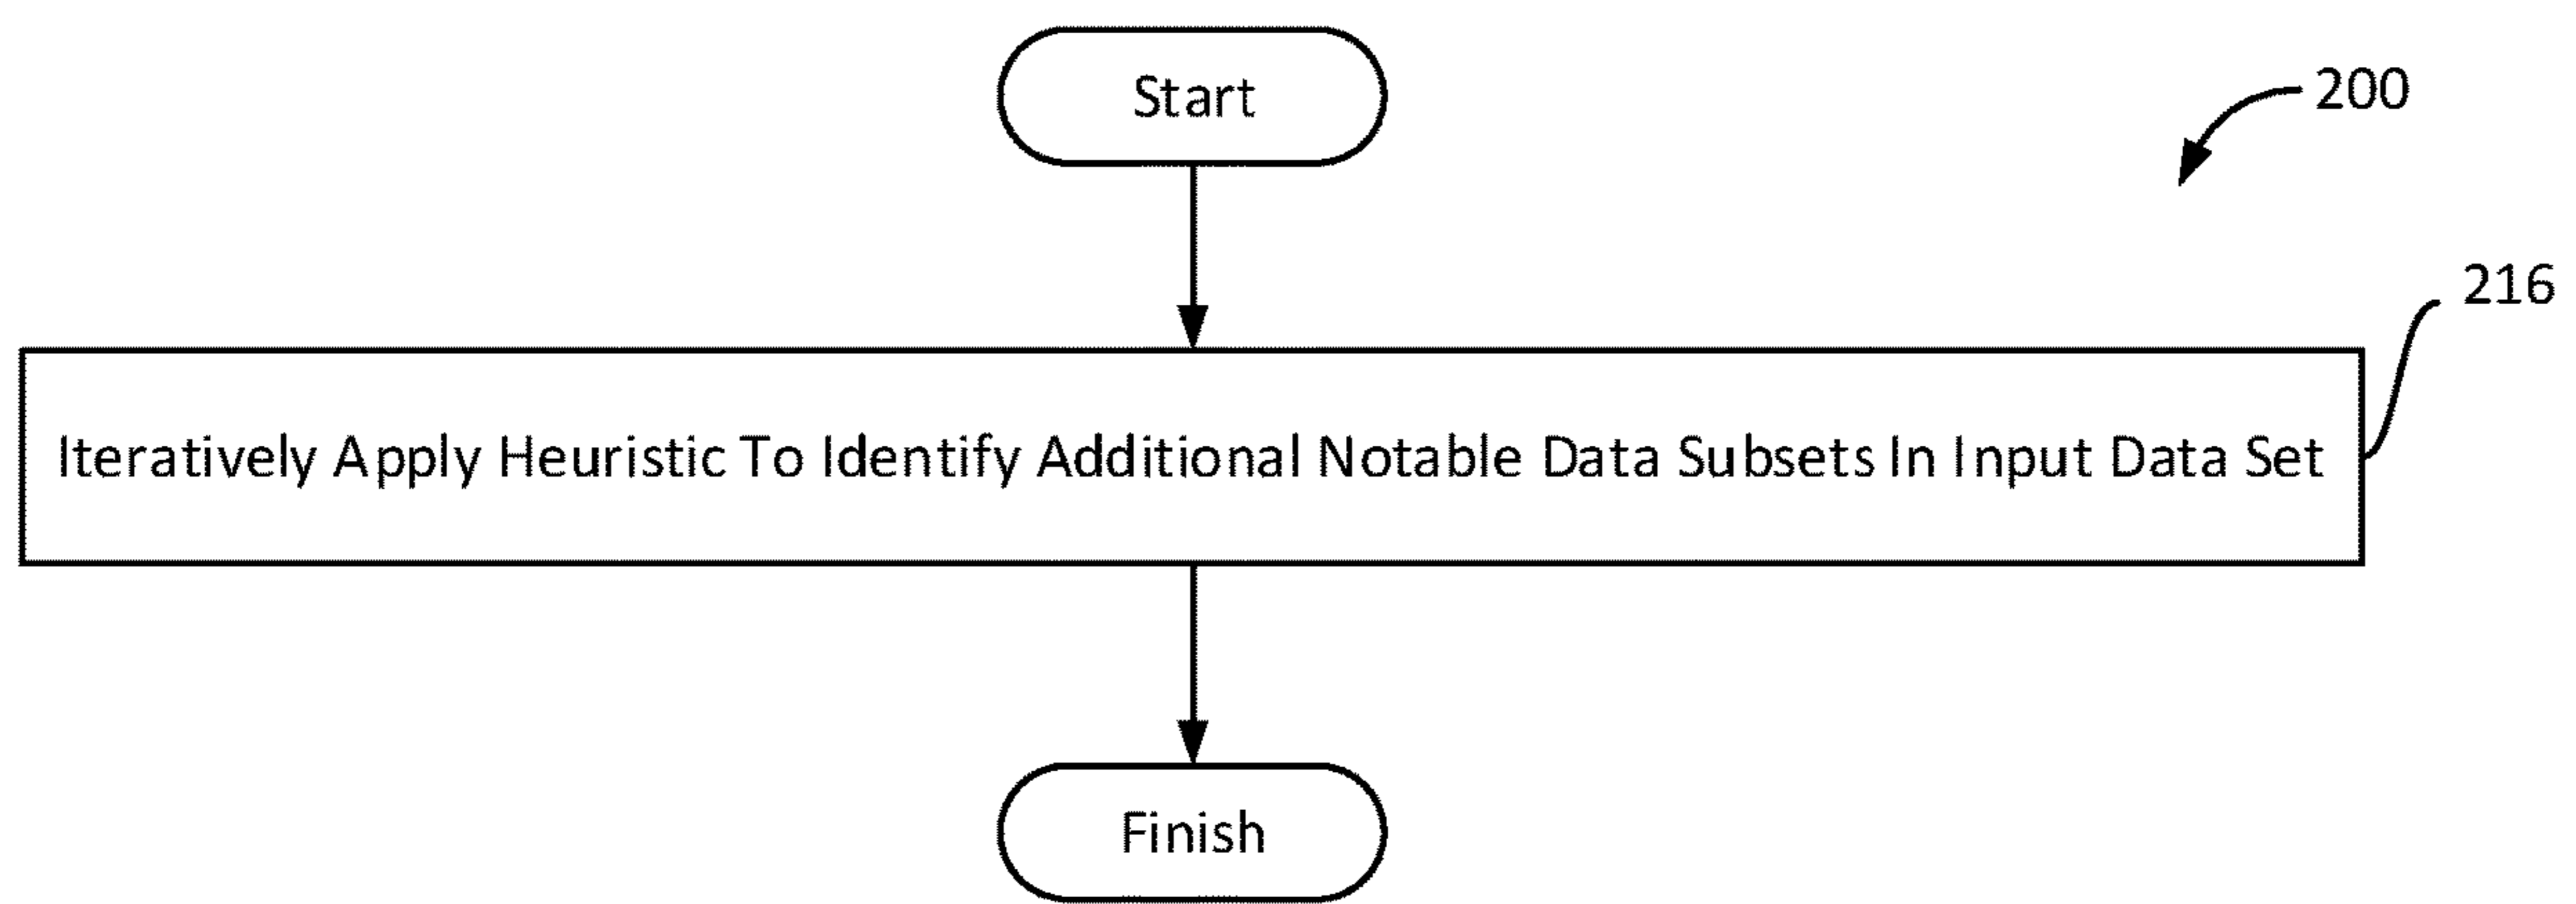 Start
200
216
Iteratively Apply Heuristic To Identify Additional Notable Data Subsets In Input Data Set
Finish